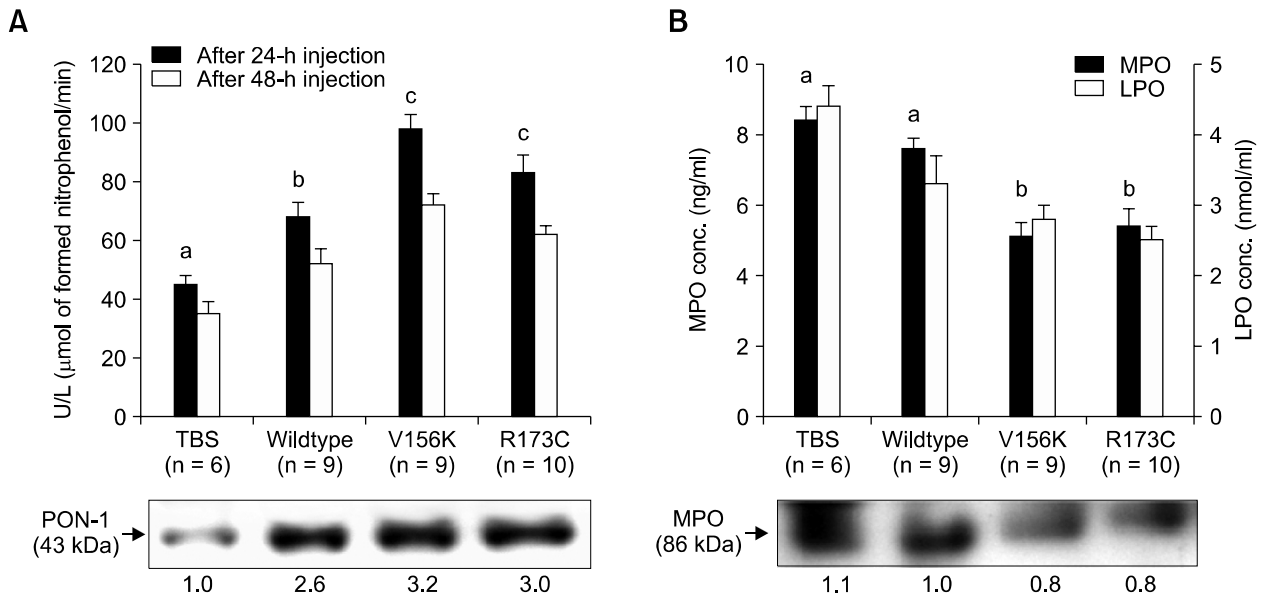 A
After 24-h injection
After 48-h injection
U/L (μmol of formed nitrophenol/min)
120
100
80
60
40
20
0
a
b
c
c
TBS Wildtype V156K R173C
(n = 6) (n = 9) (n = 9) (n = 10)
PON-1
(43 kDa)
1.0 2.6 3.2 3.0
B
MPO
LPO
MPO conc. (ng/ml)
10
8
6
4
2
0
a
a
b
b
LPO conc. (nmol/ml)
5
4
3
2
1
0
TBS Wildtype V156K R173C
(n = 6) (n = 9) (n = 9) (n = 10)
MPO
(86 kDa)
1.1 1.0 0.8 0.8